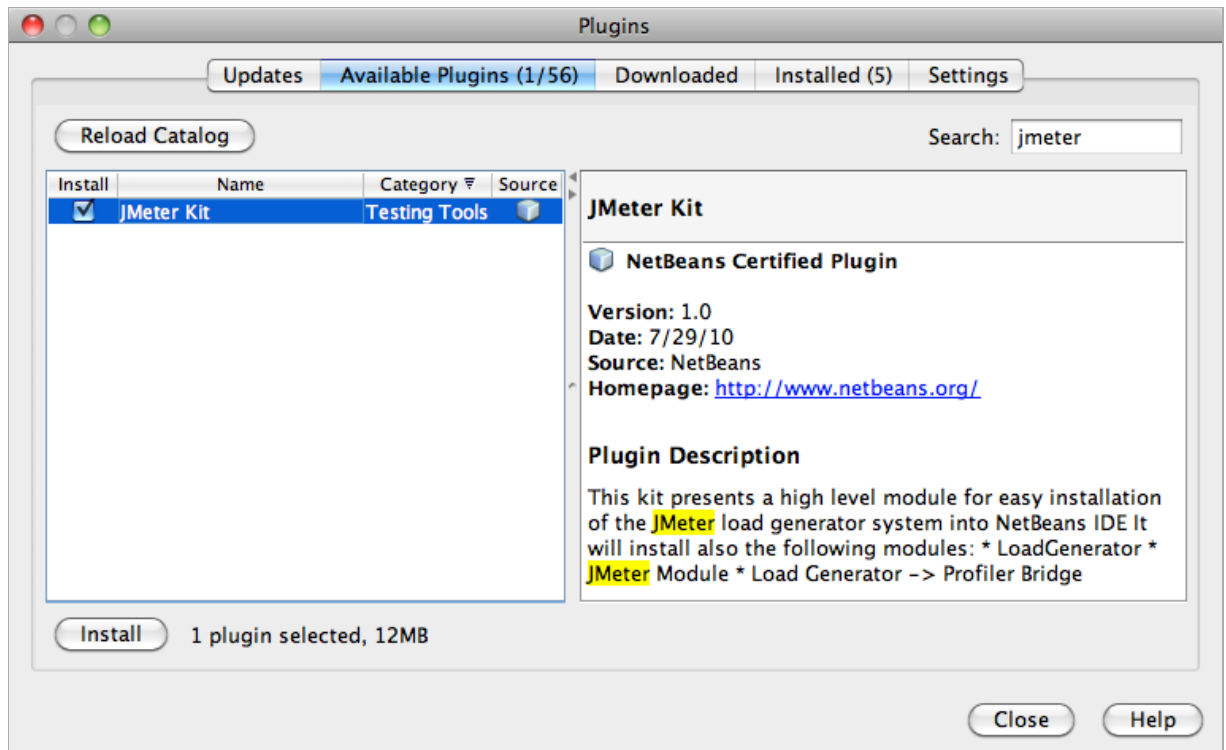 Plugins
Updates Available Plugins (1/56) Downloaded Installed (5) Settings
Reload Catalog Search: jmeter
Install Name Category Source
JMeter Kit Testing Tools
JMeter Kit
NetBeans Certified Plugin
Version: 1.0
Date: 7/29/10
Source: NetBeans
Homepage: http://www.netbeans.org/
Plugin Description
This kit presents a high level module for easy installation
of the JMeter load generator system into NetBeans IDE It
will install also the following modules: * LoadGenerator *
JMeter Module * Load Generator -> Profiler Bridge
Install 1 plugin selected, 12MB
Close Help